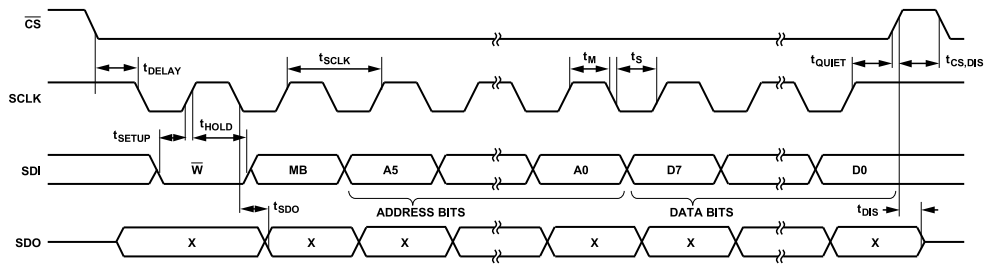 CS
tDELAY
tSCLK
tM
tS
tQUIET
tCS,DIS
SCLK
tSETUP
tHOLD
SDI
W
MB
A5
A0
D7
D0
tSDO
ADDRESS BITS
DATA BITS
tDIS
SDO
X
X
X
X
X
X